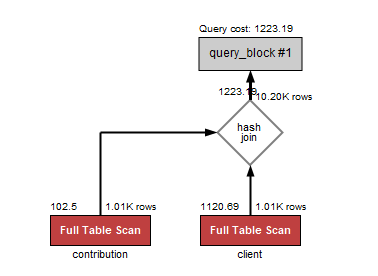 Query cost: 1223.19
query_block #1
1223.19
10.20K rows
hash
join
102.5
1.01K rows
1120.69
1.01K rows
Full Table Scan
Full Table Scan
contribution
client